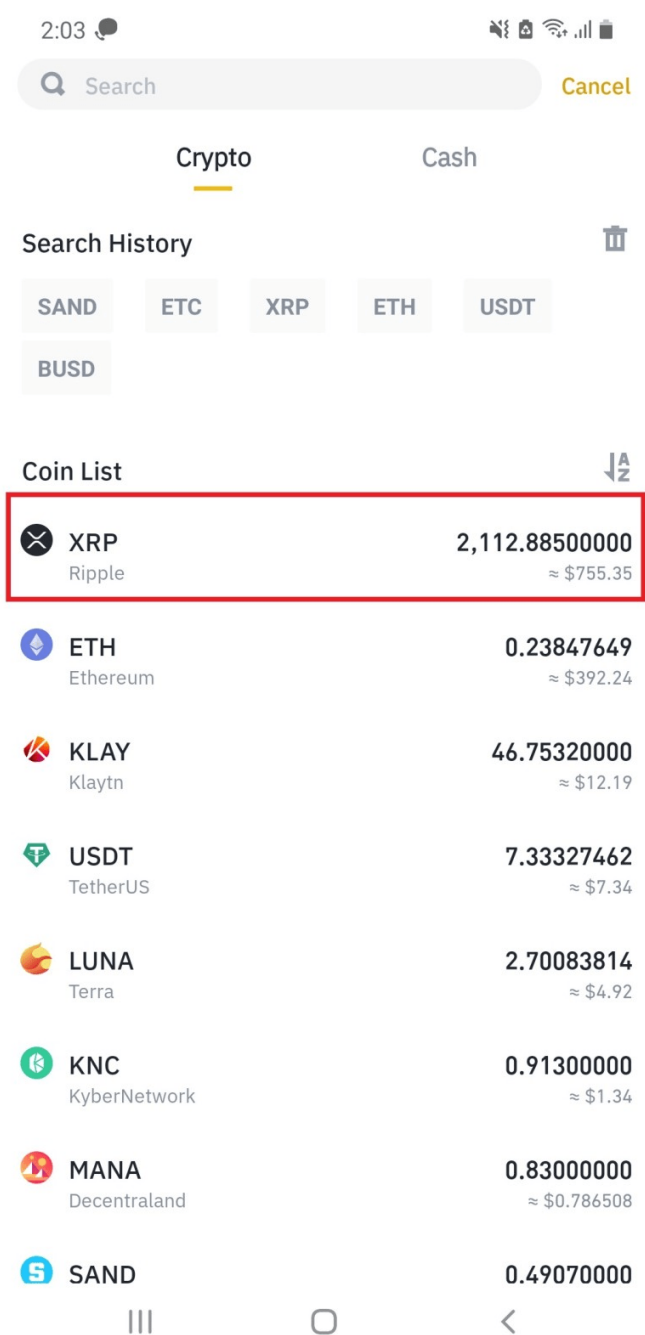 2:03
Search Cancel
Crypto Cash
Search History
SAND ETC XRP ETH USDT
BUSD
Coin List
XRP 2,112.88500000
Ripple ≈ $755.35
ETH 0.23847649
Ethereum ≈ $392.24
KLAY 46.75320000
Klaytn ≈ $12.19
USDT 7.33327462
TetherUS ≈ $7.34
LUNA 2.70083814
Terra ≈ $4.92
KNC 0.91300000
KyberNetwork ≈ $1.34
MANA 0.83000000
Decentraland ≈ $0.786508
SAND 0.49070000